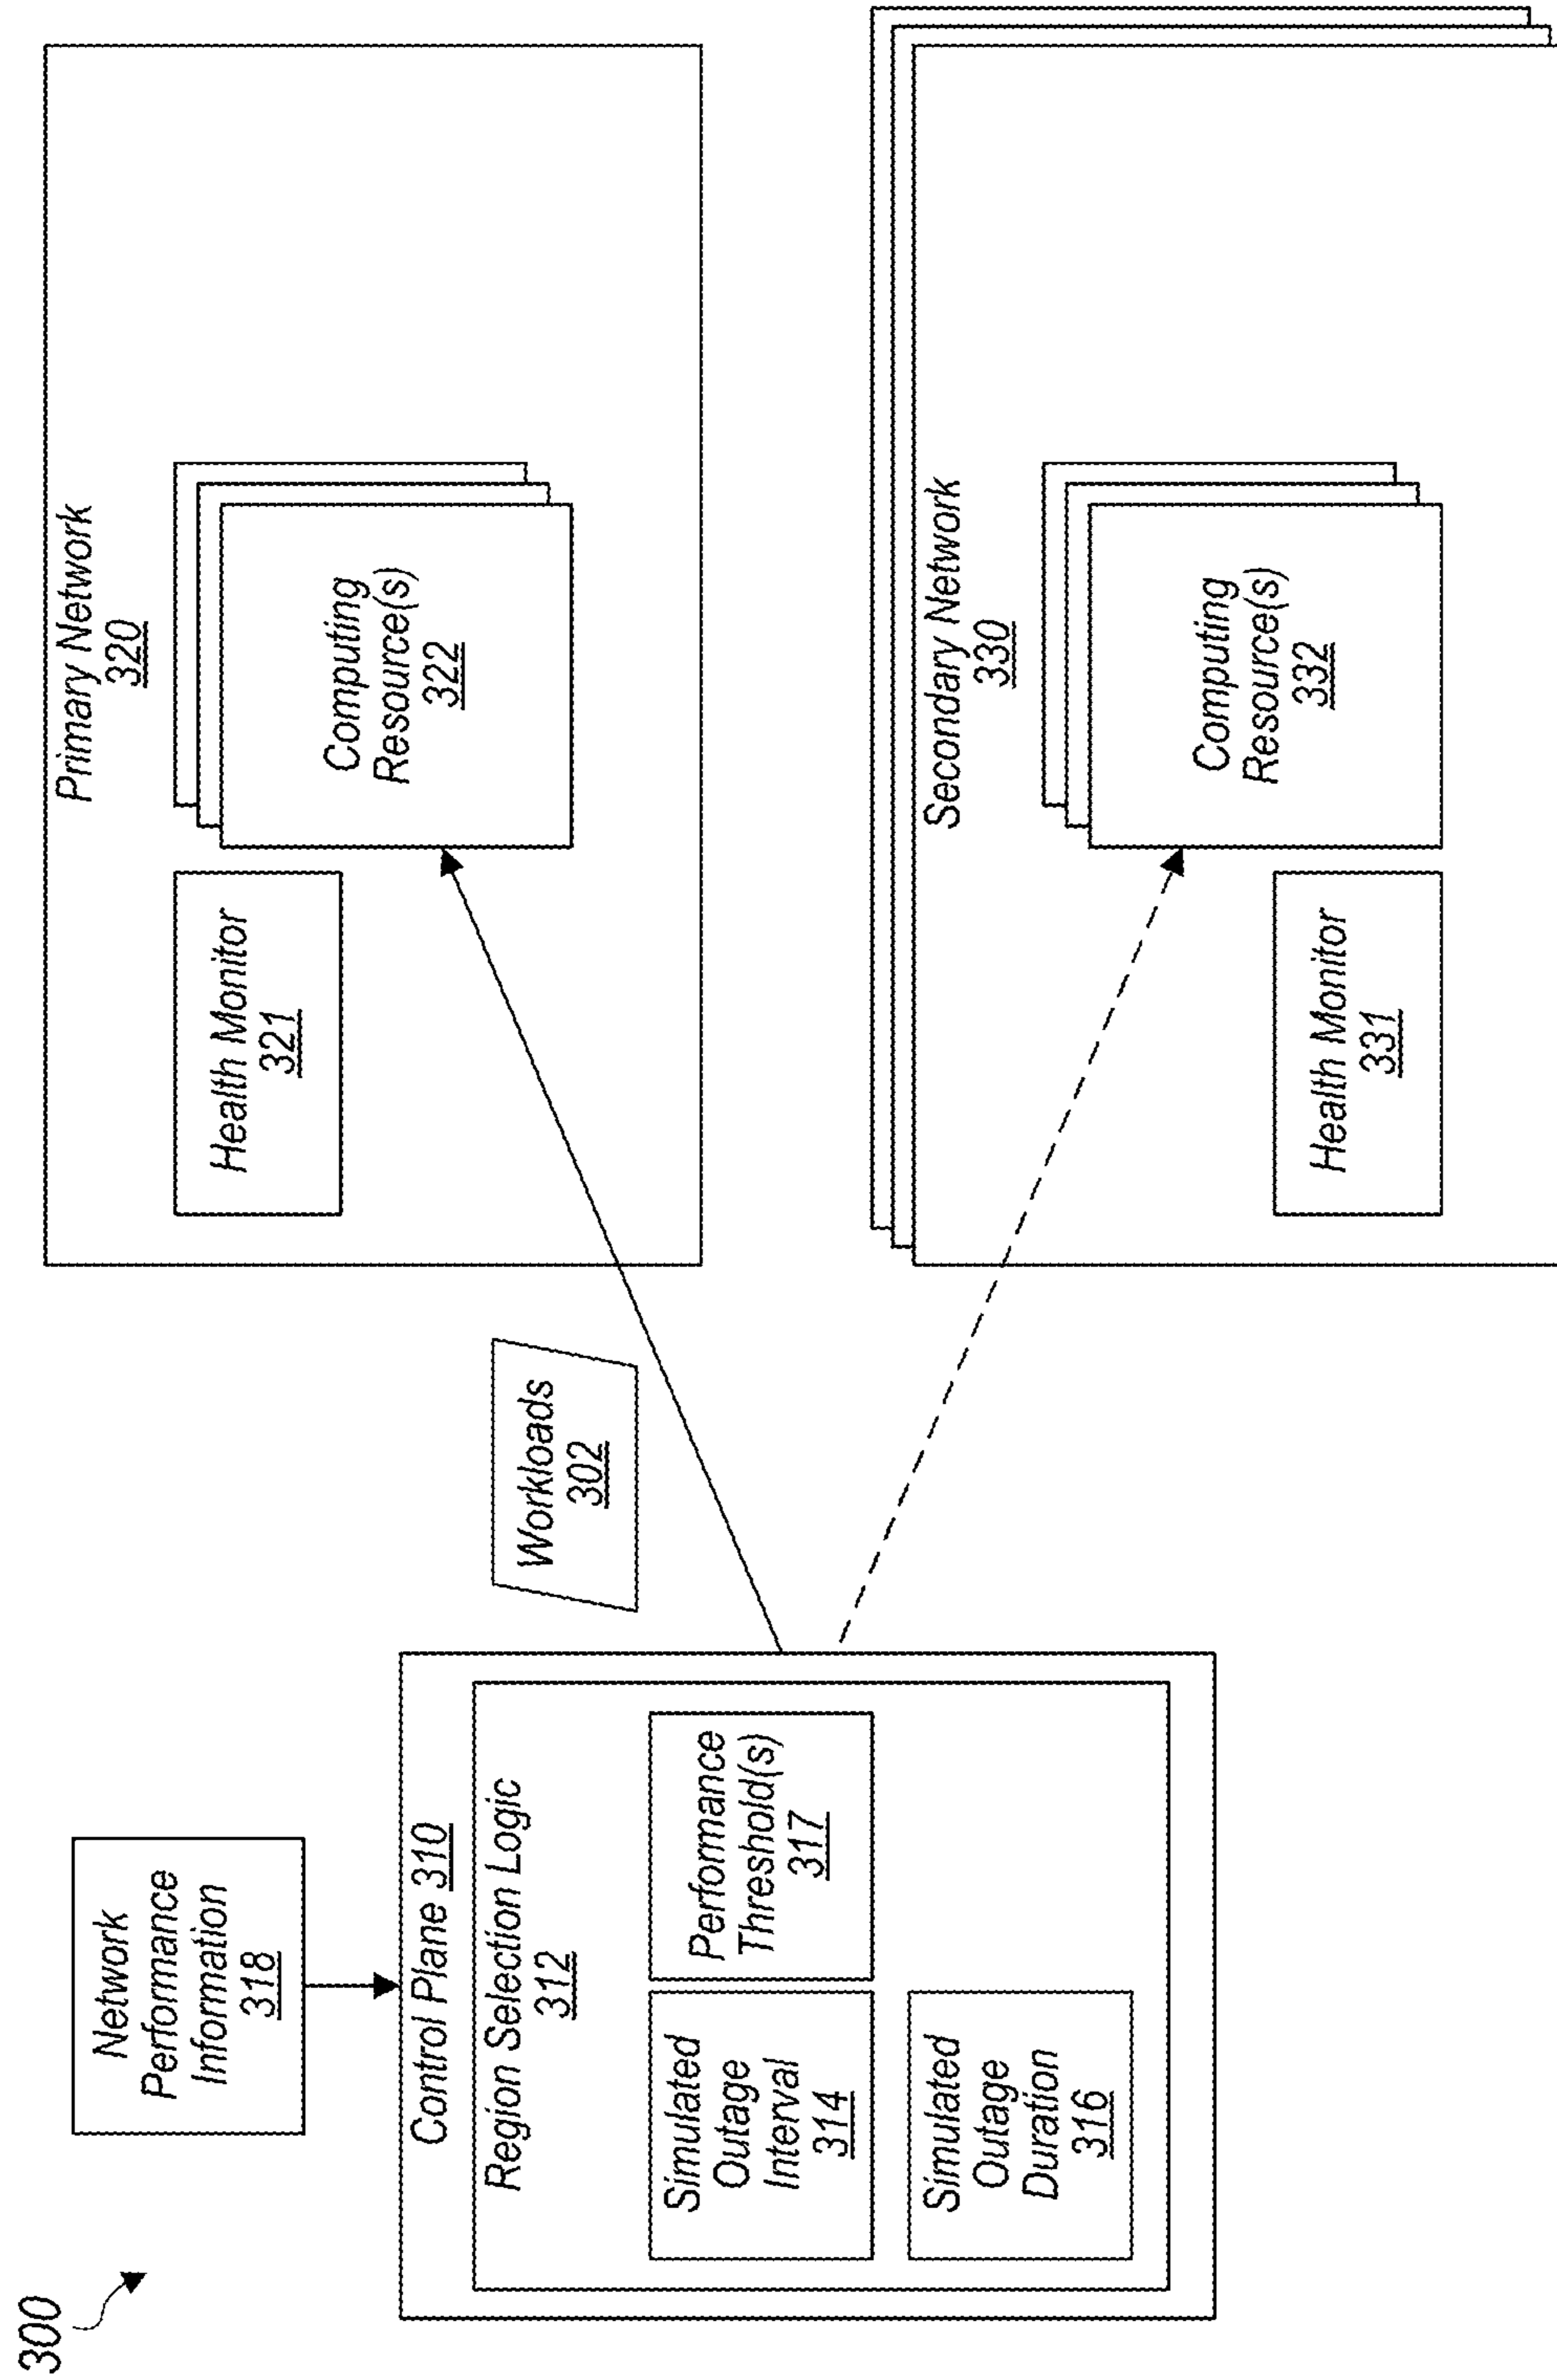 300
Network
Performance
Information
318
Control Plane 310
Region Selection Logic
312
Simulated
Outage
Interval
314
Performance
Threshold(s)
317
Simulated
Outage
Duration
316
Workloads
302
Primary Network
320
Health Monitor
321
Computing
Resource(s)
322
Secondary Network
330
Computing
Resource(s)
332
Health Monitor
331